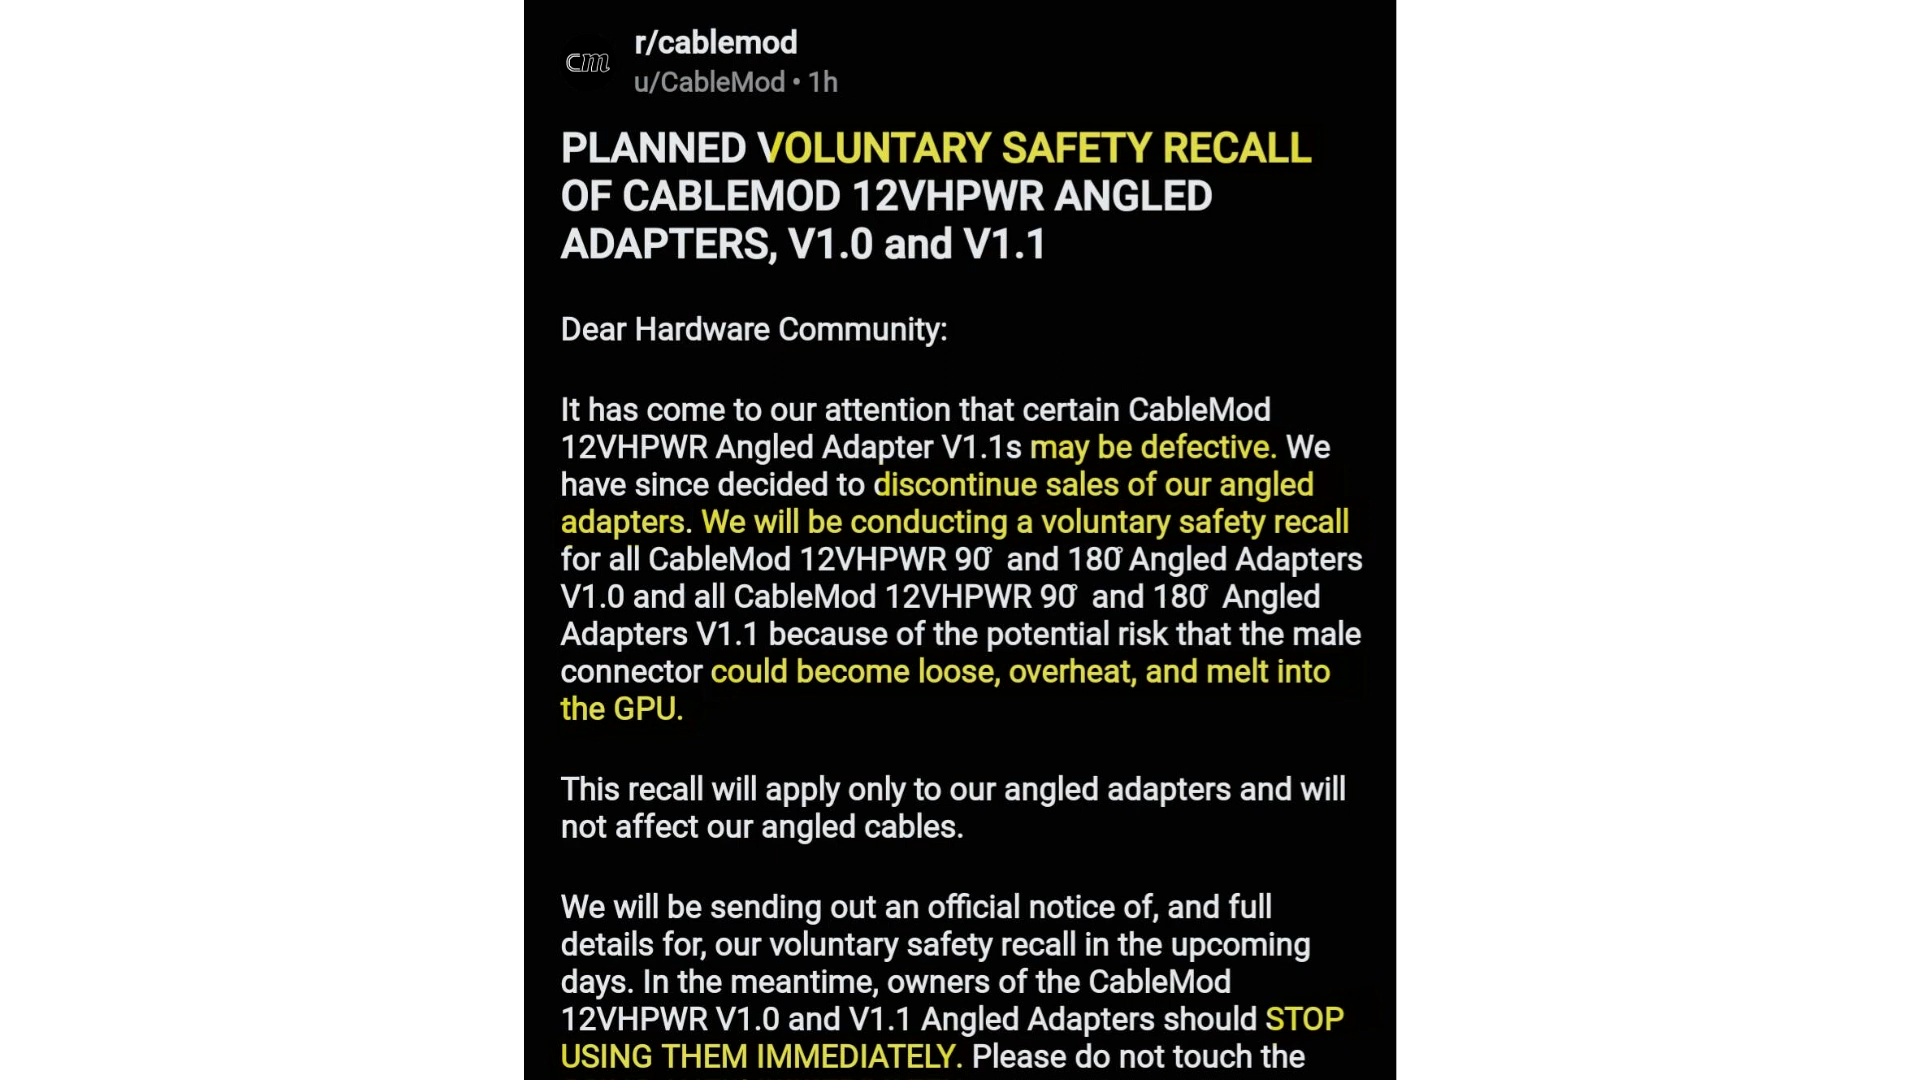 r/cablemod
cm
u/CableMod • 1h
PLANNED VOLUNTARY SAFETY RECALL
OF CABLEMOD 12VHPWR ANGLED
ADAPTERS, V1.0 and V1.1
Dear Hardware Community:
It has come to our attention that certain CableMod
12VHPWR Angled Adapter V1.1s may be defective. We
have since decided to discontinue sales of our angled
adapters. We will be conducting a voluntary safety recall
for all CableMod 12VHPWR 90̊  and 180̊ Angled Adapters
V1.0 and all CableMod 12VHPWR 90̊  and 180̊  Angled
Adapters V1.1 because of the potential risk that the male
connector could become loose, overheat, and melt into
the GPU.
This recall will apply only to our angled adapters and will
not affect our angled cables.
We will be sending out an official notice of, and full
details for, our voluntary safety recall in the upcoming
days. In the meantime, owners of the CableMod
12VHPWR V1.0 and V1.1 Angled Adapters should STOP
USING THEM IMMEDIATELY. Please do not touch the